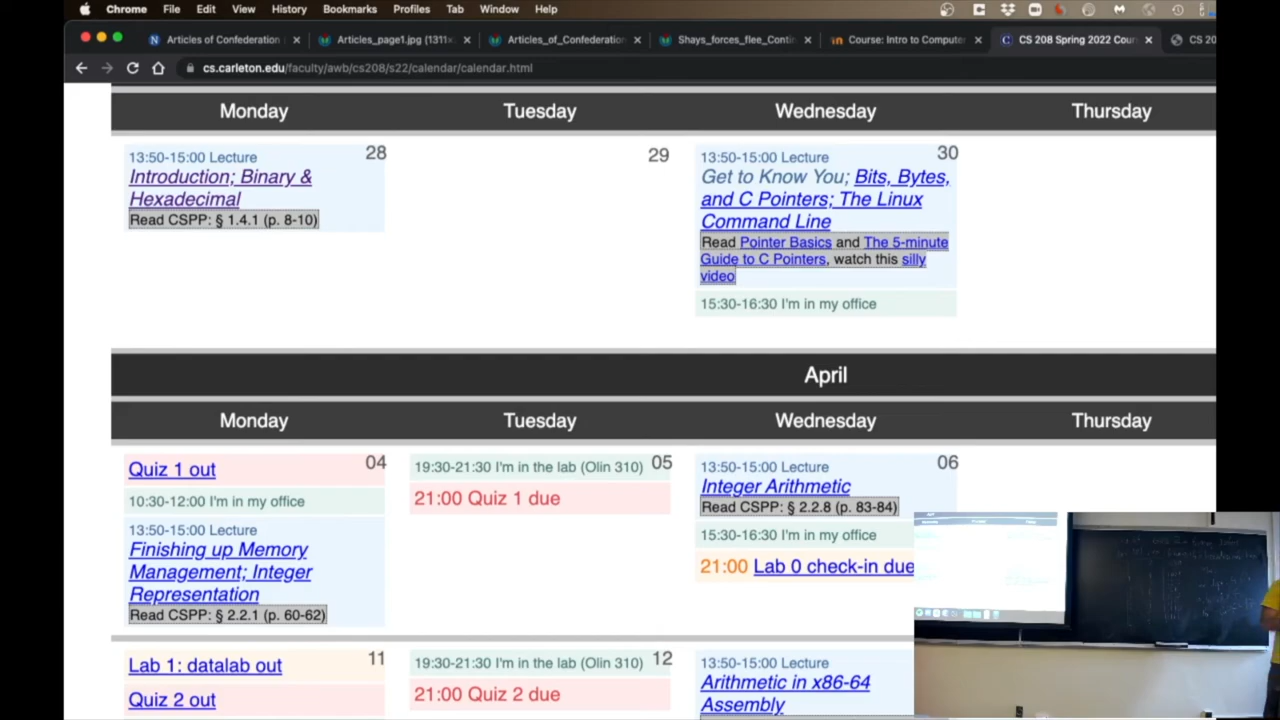 Chrome File Edit View History Bookmarks Profiles Tab Window Help
Articles of Confederation Articles_page1.jpg (1311× Articles_of_Confederation Shays_forces_flee_Contin Course: Intro to Compute CS 208 Spring 2022 Cour CS 20
cs.carleton.edu/faculty/awb/cs208/s22/calendar/calendar.html
Monday Tuesday Wednesday Thursday
28
13:50-15:00 Lecture
Introduction; Binary &
Hexadecimal
Read CSPP: § 1.4.1 (p. 8-10)
29
30
13:50-15:00 Lecture
Get to Know You; Bits, Bytes,
and C Pointers; The Linux
Command Line
Read Pointer Basics and The 5-minute
Guide to C Pointers, watch this silly
video
15:30-16:30 I'm in my office
April
Monday Tuesday Wednesday Thursday
Quiz 1 out 04
10:30-12:00 I'm in my office
13:50-15:00 Lecture
Finishing up Memory
Management; Integer
Representation
Read CSPP: § 2.2.1 (p. 60-62)
19:30-21:30 I'm in the lab (Olin 310) 05
21:00 Quiz 1 due
13:50-15:00 Lecture 06
Integer Arithmetic
Read CSPP: § 2.2.8 (p. 83-84)
15:30-16:30 I'm in my office
21:00 Lab 0 check-in due
Lab 1: datalab out 11
Quiz 2 out
19:30-21:30 I'm in the lab (Olin 310) 12
21:00 Quiz 2 due
13:50-15:00 Lecture
Arithmetic in x86-64
Assembly